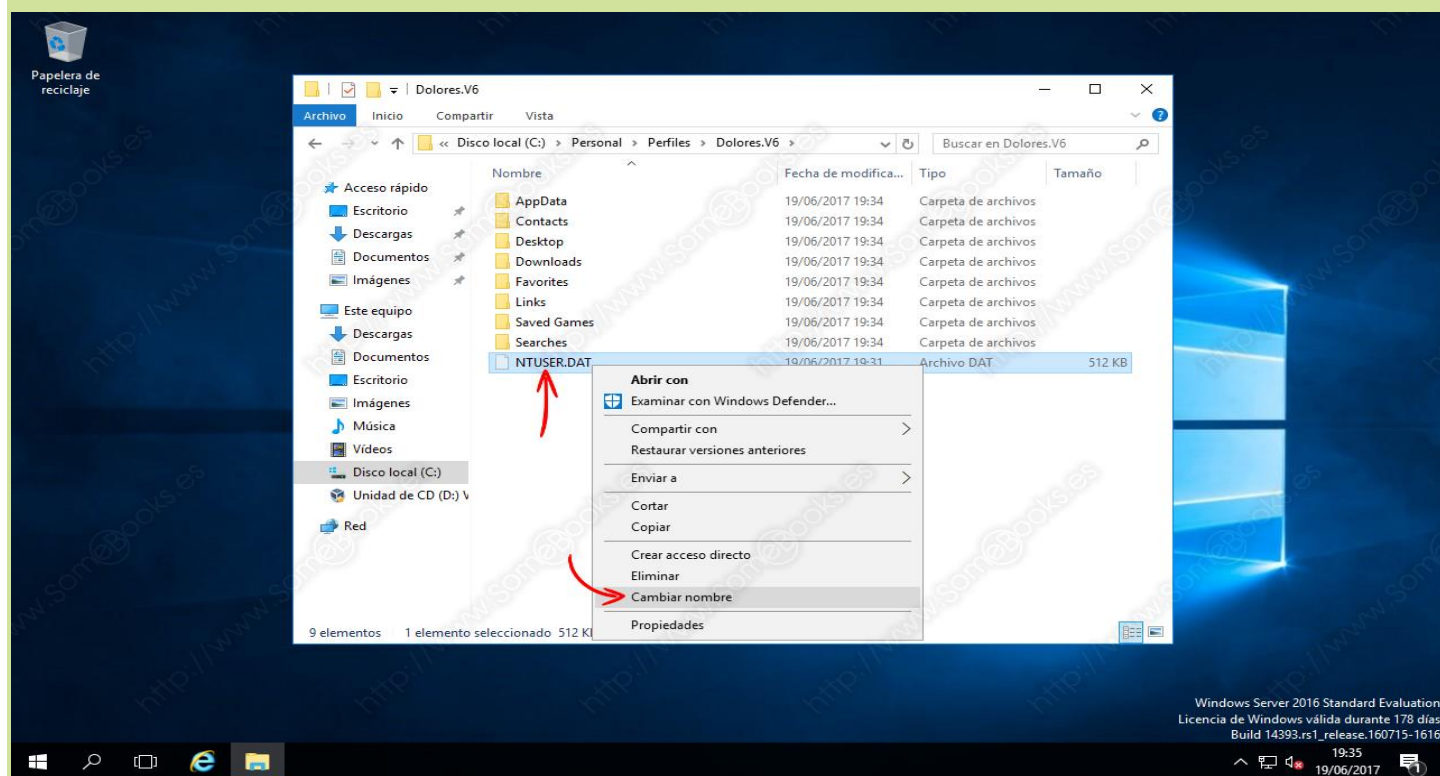 Papelera de
reciclaje
Dolores.V6
Archivo Inicio Compartir Vista
« Disco local (C:) › Personal › Perfiles › Dolores.V6 ›
Buscar en Dolores.V6
Nombre Fecha de modifica... Tipo Tamaño
Acceso rápido
Escritorio
Descargas
Documentos
Imágenes
Este equipo
Descargas
Documentos
Escritorio
Imágenes
Música
Vídeos
Disco local (C:)
Unidad de CD (D:) V
Red
AppData 19/06/2017 19:34 Carpeta de archivos
Contacts 19/06/2017 19:34 Carpeta de archivos
Desktop 19/06/2017 19:34 Carpeta de archivos
Downloads 19/06/2017 19:34 Carpeta de archivos
Favorites 19/06/2017 19:34 Carpeta de archivos
Links 19/06/2017 19:34 Carpeta de archivos
Saved Games 19/06/2017 19:34 Carpeta de archivos
Searches 19/06/2017 19:34 Carpeta de archivos
NTUSER.DAT 19/06/2017 19:31 Archivo DAT 512 KB
Abrir con
Examinar con Windows Defender...
Compartir con
Restaurar versiones anteriores
Enviar a
Cortar
Copiar
Crear acceso directo
Eliminar
Cambiar nombre
Propiedades
9 elementos 1 elemento seleccionado 512 K
Windows Server 2016 Standard Evaluation
Licencia de Windows válida durante 178 días
Build 14393.rs1_release.160715-1616
19:35
19/06/2017
http://www.SomeBooks.es